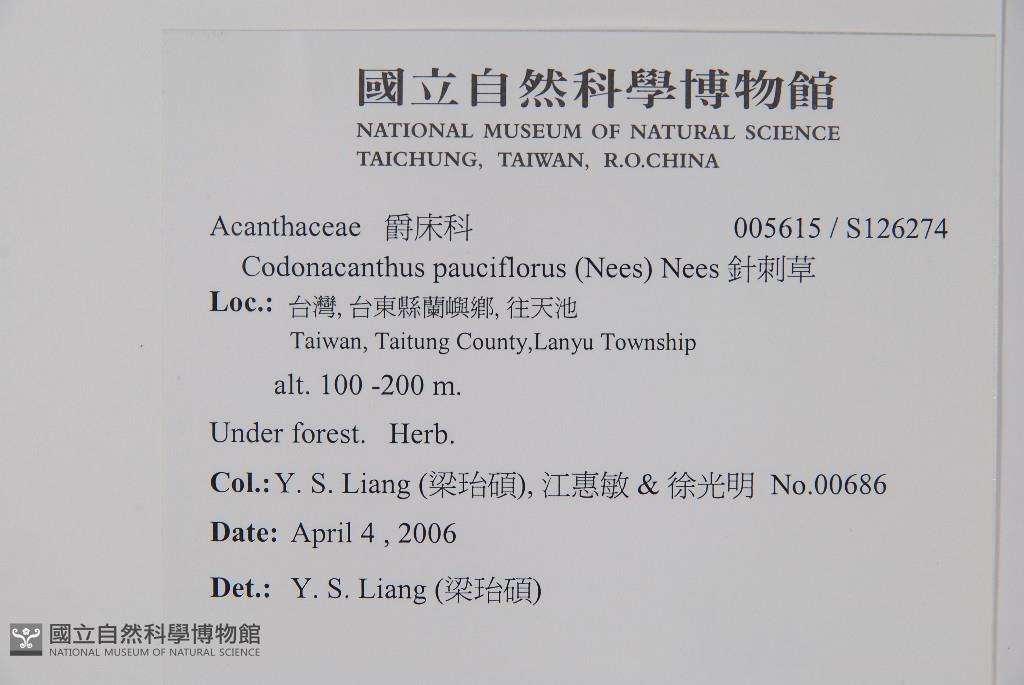 國立自然科學博物館
NATIONAL MUSEUM OF NATURAL SCIENCE
TAICHUNG, TAIWAN, R.O.CHINA
Acanthaceae 爵床科 005615 / S126274
Codonacanthus pauciflorus (Nees) Nees 針刺草
Loc.: 台灣, 台東縣蘭嶼鄉, 往天池
Taiwan, Taitung County,Lanyu Township
alt. 100 -200 m.
Under forest. Herb.
Col.: Y. S. Liang (梁珆碩), 江惠敏 & 徐光明 No.00686
Date: April 4 , 2006
Det.: Y. S. Liang (梁珆碩)
國立自然科學博物館
NATIONAL MUSEUM OF NATURAL SCIENCE